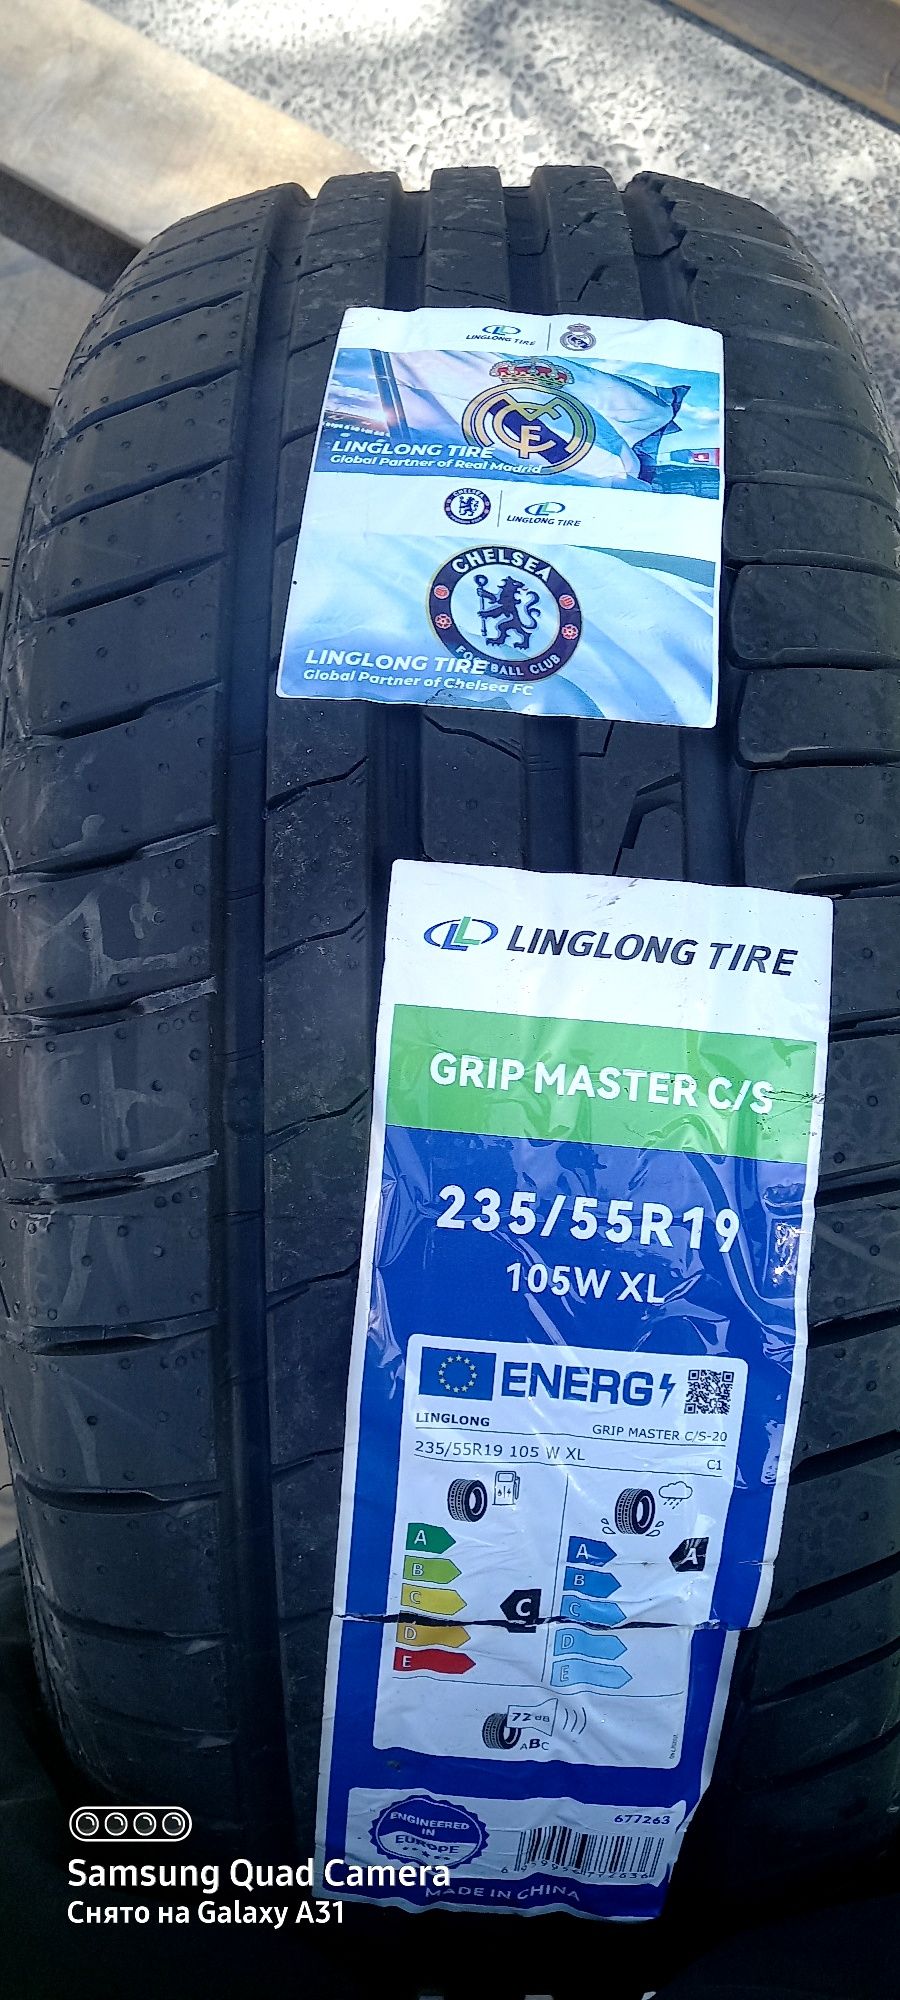 LINGLONG TIRE
LINGLONG TIRE
Global Partner of Real Madrid
LINGLONG TIRE
CHELSEA
FOOTBALL CLUB
LINGLONG TIRE
Global Partner of Chelsea FC
LINGLONG TIRE
GRIP MASTER C/S
235/55R19
105W XL
ENERG
LINGLONG
GRIP MASTER C/S-20
235/55R19 105 W XL
C1
A
B
C
D
E
C
A
B
C
D
E
A
72 dB
ABC
677263
ENGINEERED
IN
EUROPE
MADE IN CHINA
Samsung Quad Camera
Снято на Galaxy A31